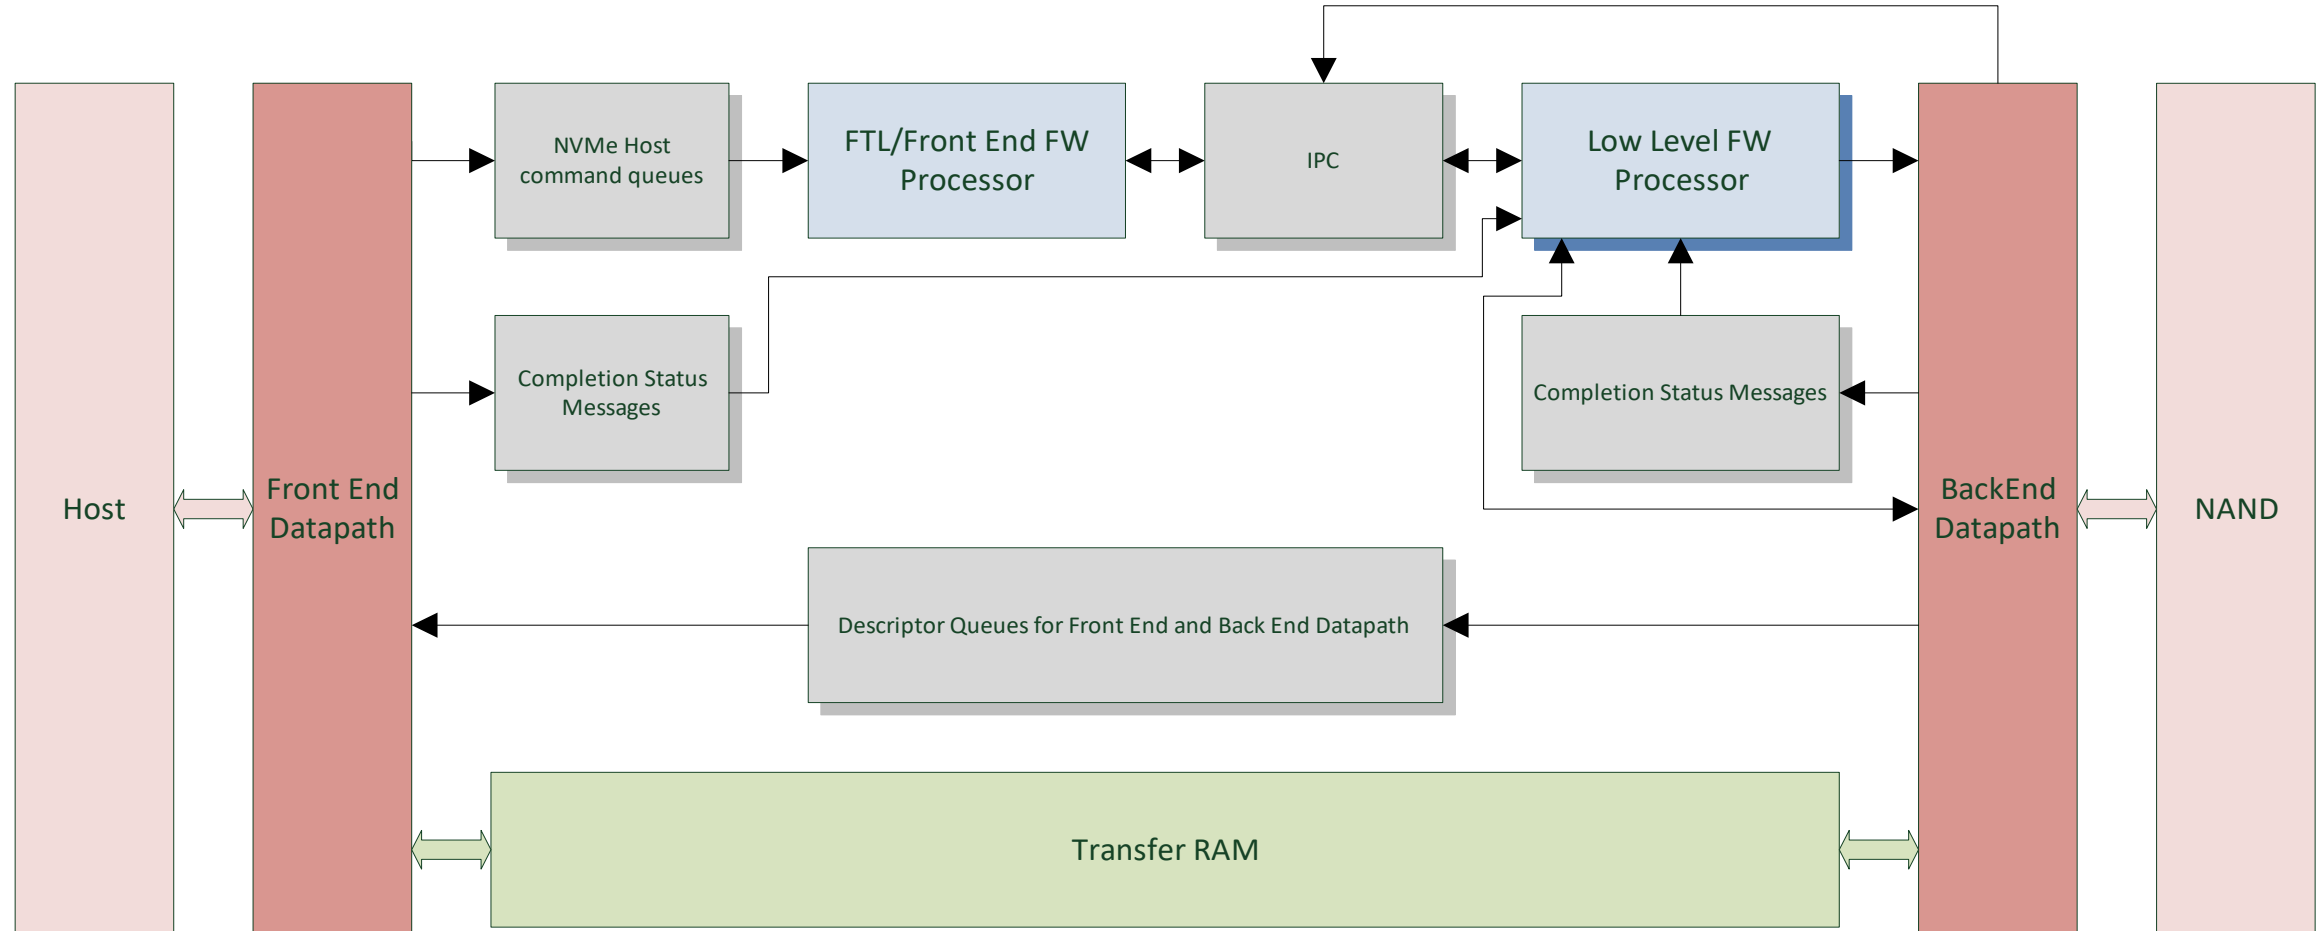 NVMe Host
command queues
FTL/Front End FW
Processor
IPC
Low Level FW
Processor
Completion Status
Messages
Completion Status Messages
Host
Front End
Datapath
BackEnd
Datapath
NAND
Descriptor Queues for Front End and Back End Datapath
Transfer RAM